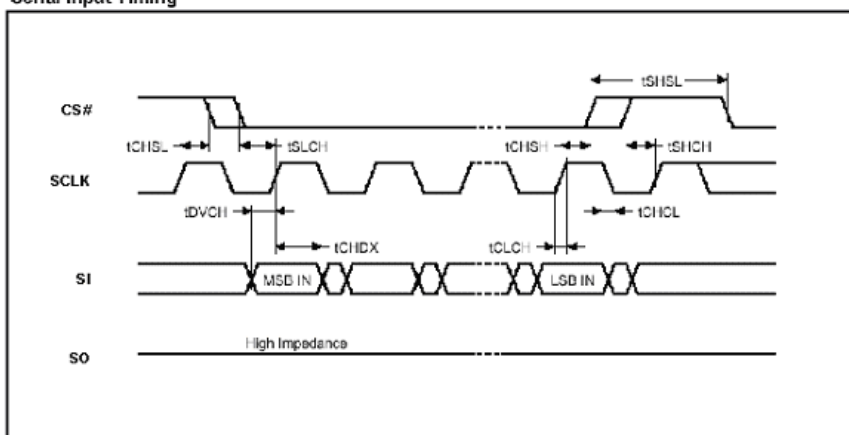 Serial Input Timing
tSHSL
CS#
tCHSL
tSLCH
tCHSH
tSHCH
SCLK
tDVCH
tCHCL
tCHDX
tCLCH
SI
MSB IN
LSB IN
High Impedance
SO